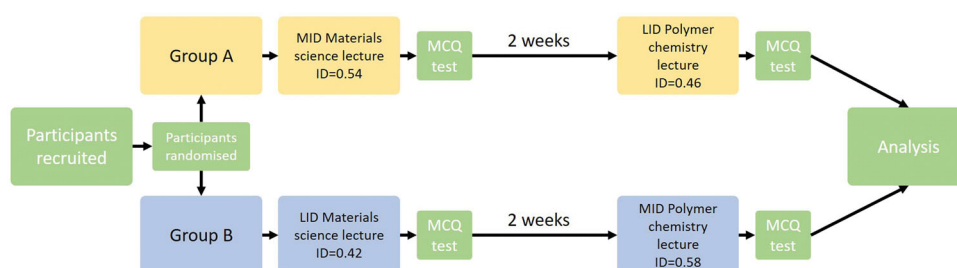 Participants
recruited
Participants
randomised
Group A
MID Materials
science lecture
ID=0.54
MCQ
test
2 weeks
LID Polymer
chemistry
lecture
ID=0.46
MCQ
test
Group B
LID Materials
science lecture
ID=0.42
MCQ
test
2 weeks
MID Polymer
chemistry
lecture
ID=0.58
MCQ
test
Analysis